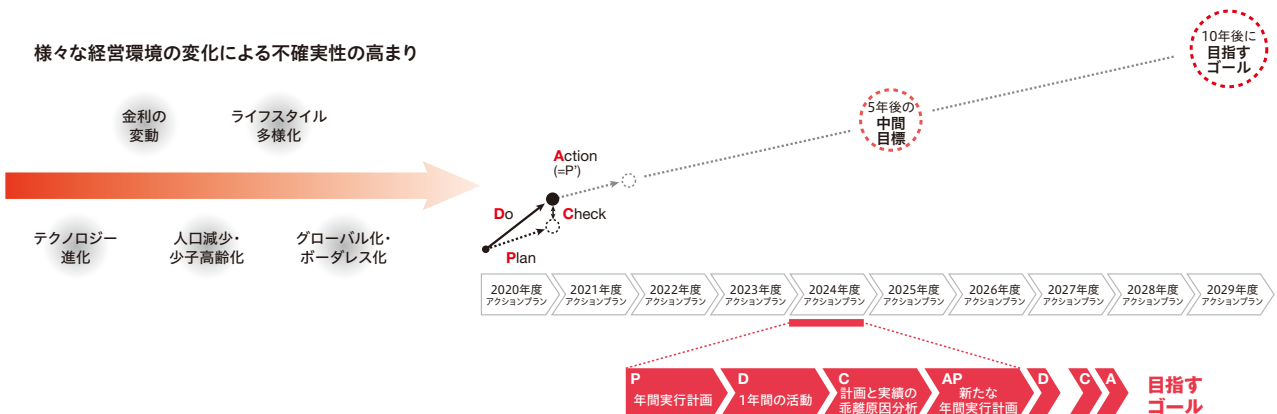 様々な経営環境の変化による不確実性の高まり
金利の
変動
ライフスタイル
多様化
テクノロジー
進化
人口減少・
少子高齢化
グローバル化・
ボーダレス化
10年後に
目指す
ゴール
5年後の
中間
目標
Action
(=P')
Do
Check
Plan
2020年度
アクションプラン
2021年度
アクションプラン
2022年度
アクションプラン
2023年度
アクションプラン
2024年度
アクションプラン
2025年度
アクションプラン
2026年度
アクションプラン
2027年度
アクションプラン
2028年度
アクションプラン
2029年度
アクションプラン
P
年間実行計画
D
1年間の活動
C
計画と実績の
乖離原因分析
AP
新たな
年間実行計画
D
C
A
目指す
ゴール